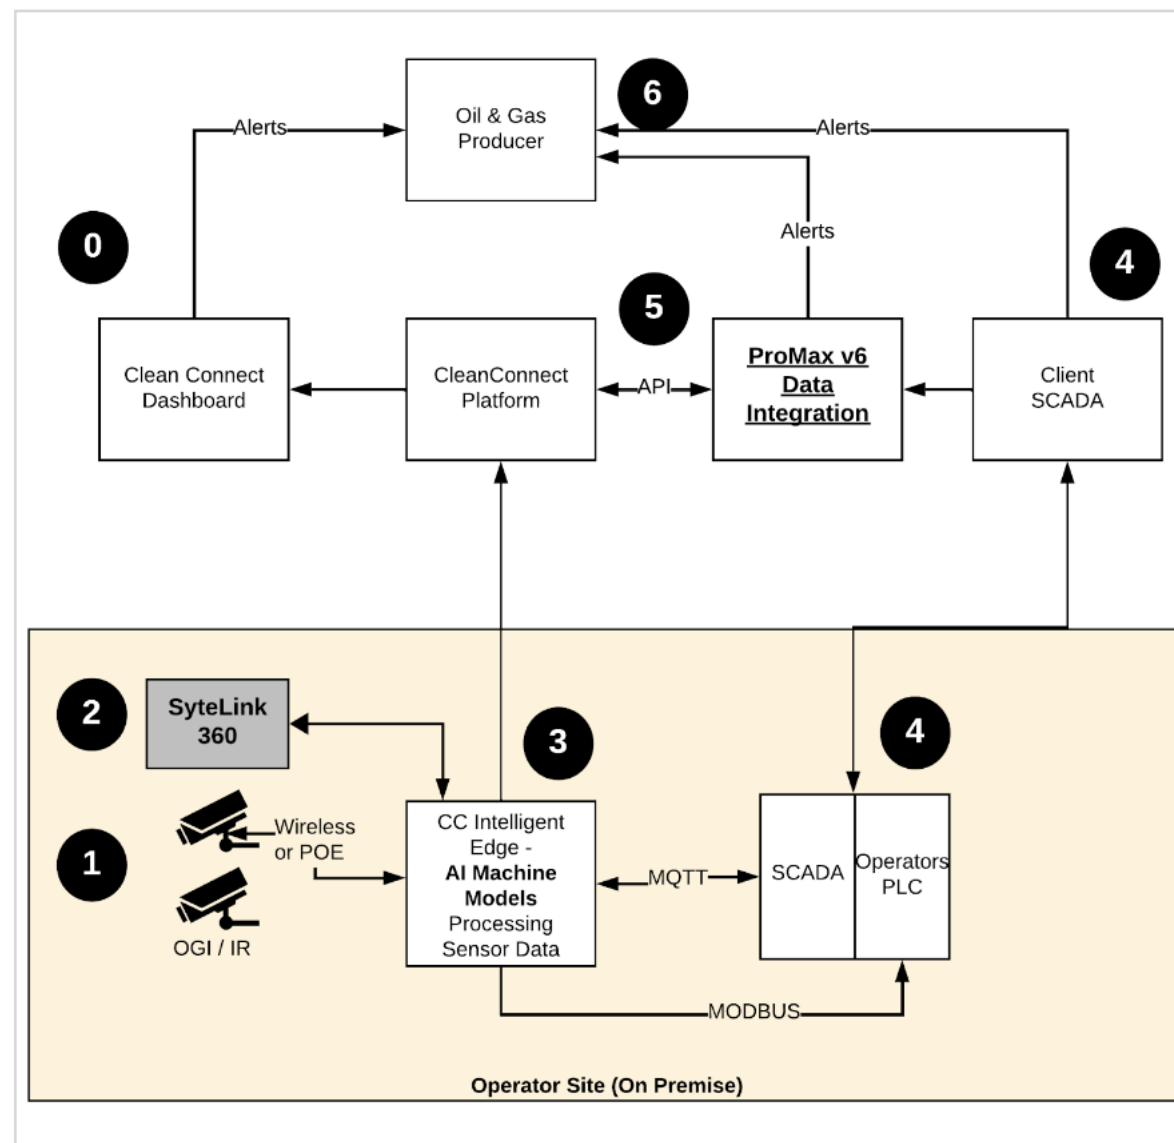 Oil & Gas
Producer
6
Alerts
Alerts
Alerts
0
4
5
Clean Connect
Dashboard
CleanConnect
Platform
API
ProMax v6
Data
Integration
Client
SCADA
2
SyteLink
360
3
4
1
Wireless
or POE
OGI / IR
CC Intelligent
Edge -
AI Machine
Models
Processing
Sensor Data
MQTT
SCADA
Operators
PLC
MODBUS
Operator Site (On Premise)